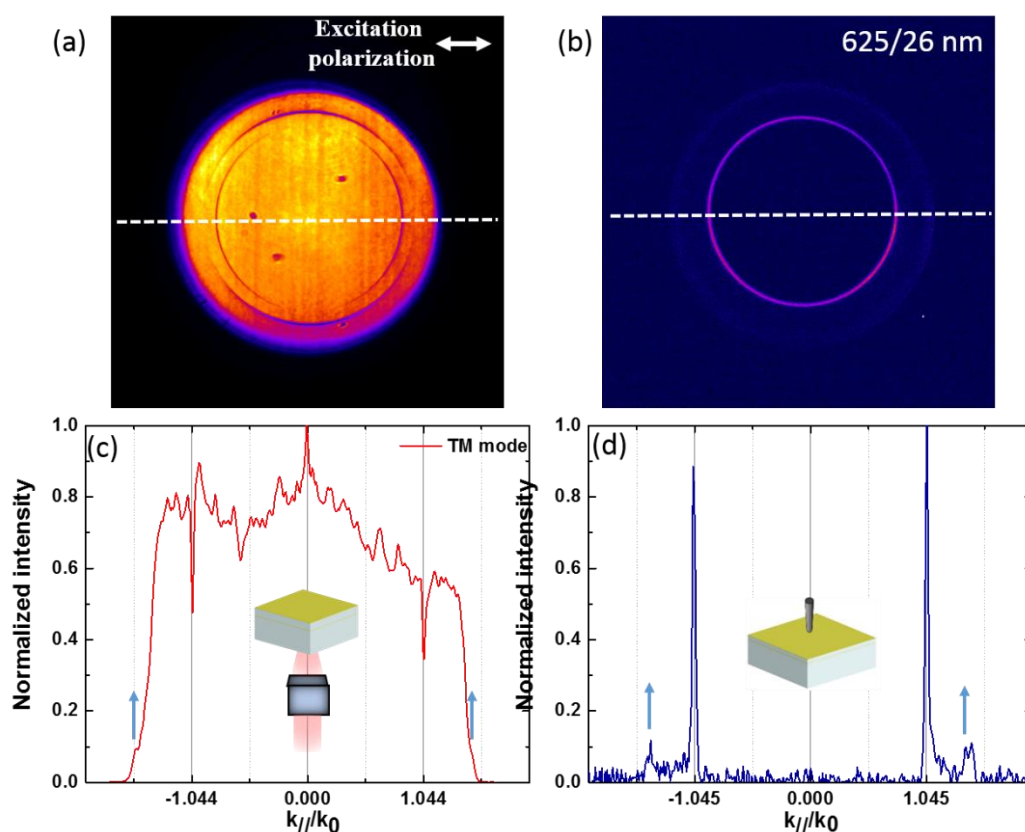 (a)
Excitation
polarization
(b)
625/26 nm
(c)
TM mode
Normalized intensity
1.0
0.8
0.6
0.4
0.2
0.0
-1.044
0.000
1.044
k///k0
(d)
Normalized intensity
1.0
0.8
0.6
0.4
0.2
0.0
-1.045
0.000
1.045
k///k0